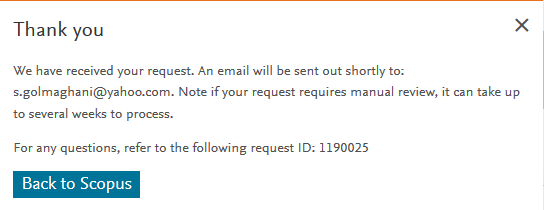 Thank you
We have received your request. An email will be sent out shortly to:
s.golmaghani@yahoo.com. Note if your request requires manual review, it can take up
to several weeks to process.
For any questions, refer to the following request ID: 1190025
Back to Scopus